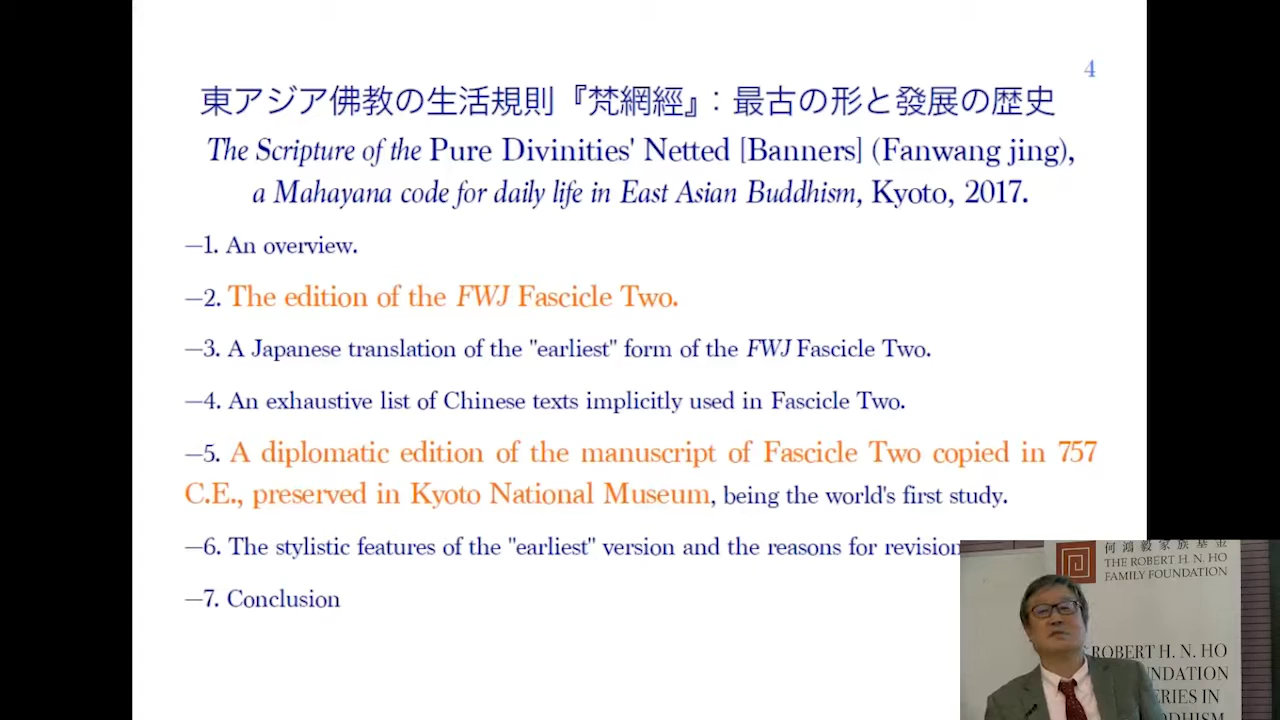 4
東アジア佛教の生活規則『梵網經』：最古の形と發展の歴史
The Scripture of the Pure Divinities' Netted [Banners] (Fanwang jing),
a Mahayana code for daily life in East Asian Buddhism, Kyoto, 2017.
—1. An overview.
—2. The edition of the FWJ Fascicle Two.
—3. A Japanese translation of the "earliest" form of the FWJ Fascicle Two.
—4. An exhaustive list of Chinese texts implicitly used in Fascicle Two.
—5. A diplomatic edition of the manuscript of Fascicle Two copied in 757
C.E., preserved in Kyoto National Museum, being the world's first study.
—6. The stylistic features of the "earliest" version and the reasons for revision
—7. Conclusion
何鴻毅家族基金
THE ROBERT H. N. HO
FAMILY FOUNDATION
ROBERT H. N. HO
NDATION
ERIES IN